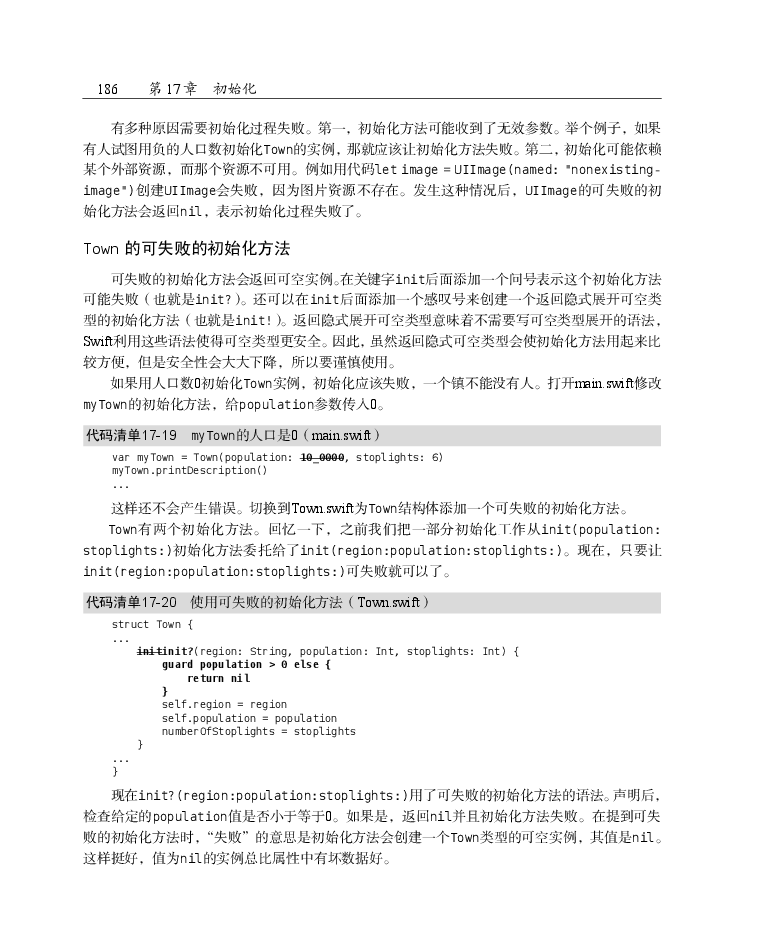 186 第 17 章 初始化
有多种原因需要初始化过程失败。第一，初始化方法可能收到了无效参数。举个例子，如果
有人试图用负的人口数初始化Town的实例，那就应该让初始化方法失败。第二，初始化可能依赖
某个外部资源，而那个资源不可用。例如用代码let image = UIImage(named: "nonexisting-
image")创建UIImage会失败，因为图片资源不存在。发生这种情况后，UIImage的可失败的初
始化方法会返回nil，表示初始化过程失败了。
Town 的可失败的初始化方法
可失败的初始化方法会返回可空实例。在关键字init后面添加一个问号表示这个初始化方法
可能失败（也就是init?）。还可以在init后面添加一个感叹号来创建一个返回隐式展开可空类
型的初始化方法（也就是init!）。返回隐式展开可空类型意味着不需要写可空类型展开的语法，
Swift利用这些语法使得可空类型更安全。因此，虽然返回隐式可空类型会使初始化方法用起来比
较方便，但是安全性会大大下降，所以要谨慎使用。
如果用人口数0初始化Town实例，初始化应该失败，一个镇不能没有人。打开main.swift修改
myTown的初始化方法，给population参数传入0。
代码清单17-19 myTown的人口是0（main.swift）
var myTown = Town(population: 10_0000, stoplights: 6)
myTown.printDescription()
...
这样还不会产生错误。切换到Town.swift为Town结构体添加一个可失败的初始化方法。
Town有两个初始化方法。回忆一下，之前我们把一部分初始化工作从init(population:
stoplights:)初始化方法委托给了init(region:population:stoplights:)。现在，只要让
init(region:population:stoplights:)可失败就可以了。
代码清单17-20 使用可失败的初始化方法（Town.swift）
struct Town {
...
initinit?(region: String, population: Int, stoplights: Int) {
guard population > 0 else {
return nil
}
self.region = region
self.population = population
numberOfStoplights = stoplights
}
...
}
现在init?(region:population:stoplights:)用了可失败的初始化方法的语法。声明后，
检查给定的population值是否小于等于0。如果是，返回nil并且初始化方法失败。在提到可失
败的初始化方法时，“失败”的意思是初始化方法会创建一个Town类型的可空实例，其值是nil。
这样挺好，值为nil的实例总比属性中有坏数据好。